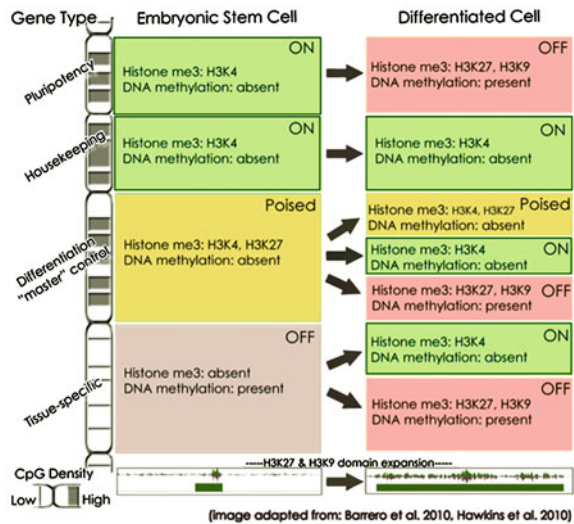 Gene Type
Embryonic Stem Cell
Differentiated Cell
Pluripotency
ON
Histone me3: H3K4
DNA methylation: absent
OFF
Histone me3: H3K27, H3K9
DNA methylation: present
Housekeeping
ON
Histone me3: H3K4
DNA methylation: absent
ON
Histone me3: H3K4
DNA methylation: absent
Differentiation
"master" control
Poised
Histone me3: H3K4, H3K27
DNA methylation: absent
Poised
Histone me3: H3K4, H3K27
DNA methylation: absent
ON
Histone me3: H3K4
DNA methylation: absent
OFF
Histone me3: H3K27, H3K9
DNA methylation: present
Tissue-specific
OFF
Histone me3: absent
DNA methylation: present
ON
Histone me3: H3K4
DNA methylation: absent
OFF
Histone me3: H3K27, H3K9
DNA methylation: present
-----H3K27 & H3K9 domain expansion-----
CpG Density
Low
High
(image adapted from: Barrero et al. 2010, Hawkins et al. 2010)